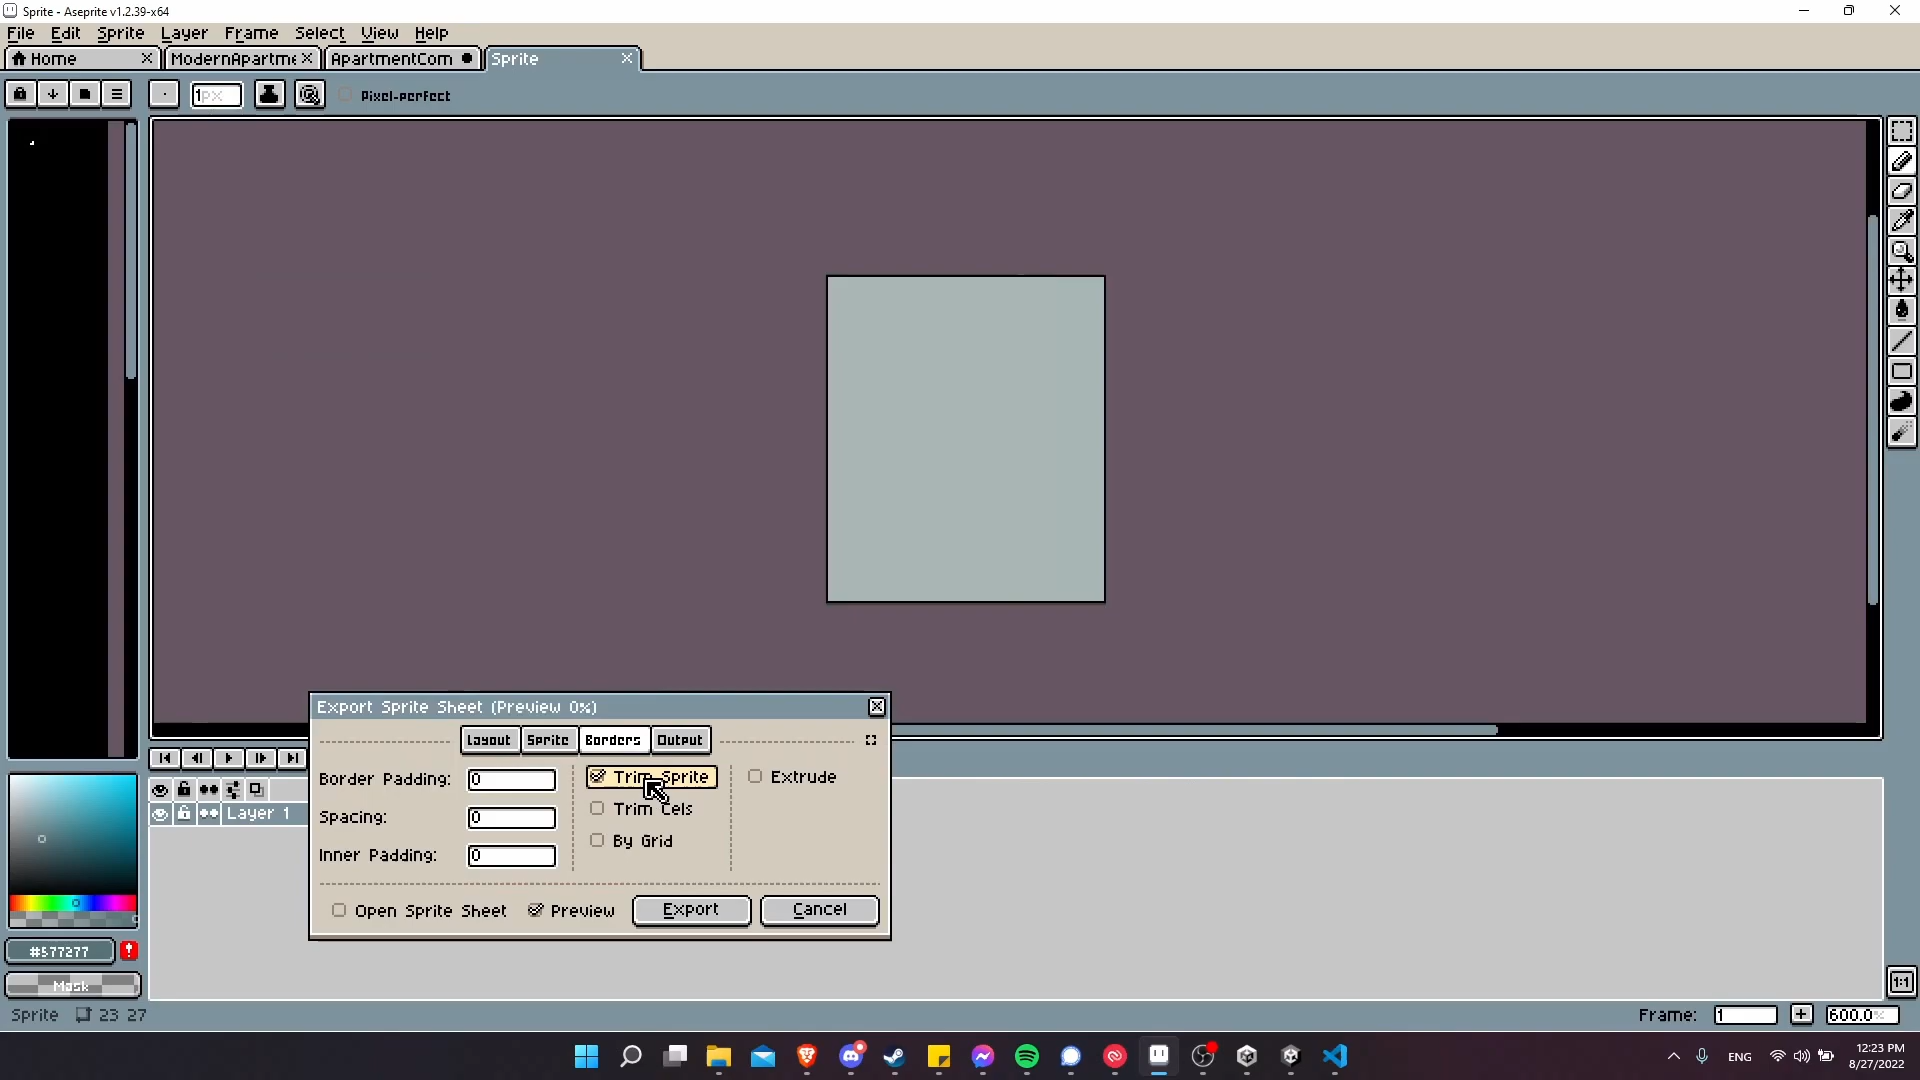 Sprite - Aseprite v1.2.39-x64
File Edit Sprite Layer Frame Select View Help
Home ModernApartme ApartmentCom Sprite
1px Pixel-perfect
Export Sprite Sheet (Preview 0%)
Layout Sprite Borders Output
Border Padding: 0 Trim Sprite Extrude
Spacing: 0 Trim Cels
Inner Padding: 0 By Grid
Open Sprite Sheet Preview Export Cancel
Layer 1
#577277
Mask
1:1
Sprite 23 27 Frame: 1 + 600.0%
ENG 12:23 PM
8/27/2022